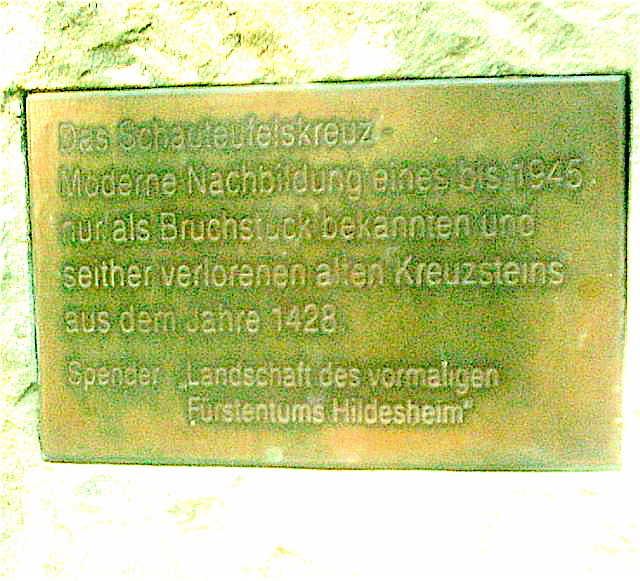 Das Schauteufelskreuz -
Moderne Nachbildung eines bis 1945
nur als Bruchstück bekannten und
seither verlorenen alten Kreuzsteins
aus dem Jahre 1428.
Spender: „Landschaft des vormaligen
Fürstentums Hildesheim“